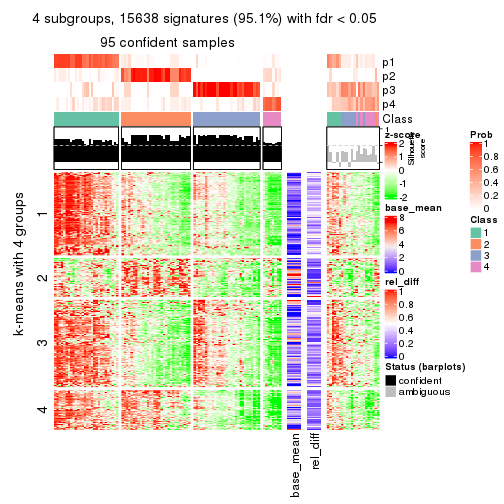 4 subgroups, 15638 signatures (95.1%) with fdr < 0.05
95 confident samples
p1
p2
p3
p4
Class
1
Silhouette
score
k-means with 4 groups
1
2
3
4
base_mean
rel_diff
z-score
2
1
0
-1
-2
base_mean
8
6
4
2
0
rel_diff
1
0.8
0.6
0.4
0.2
0
Status (barplots)
confident
ambiguous
Prob
1
0.8
0.6
0.4
0.2
0
Class
1
2
3
4